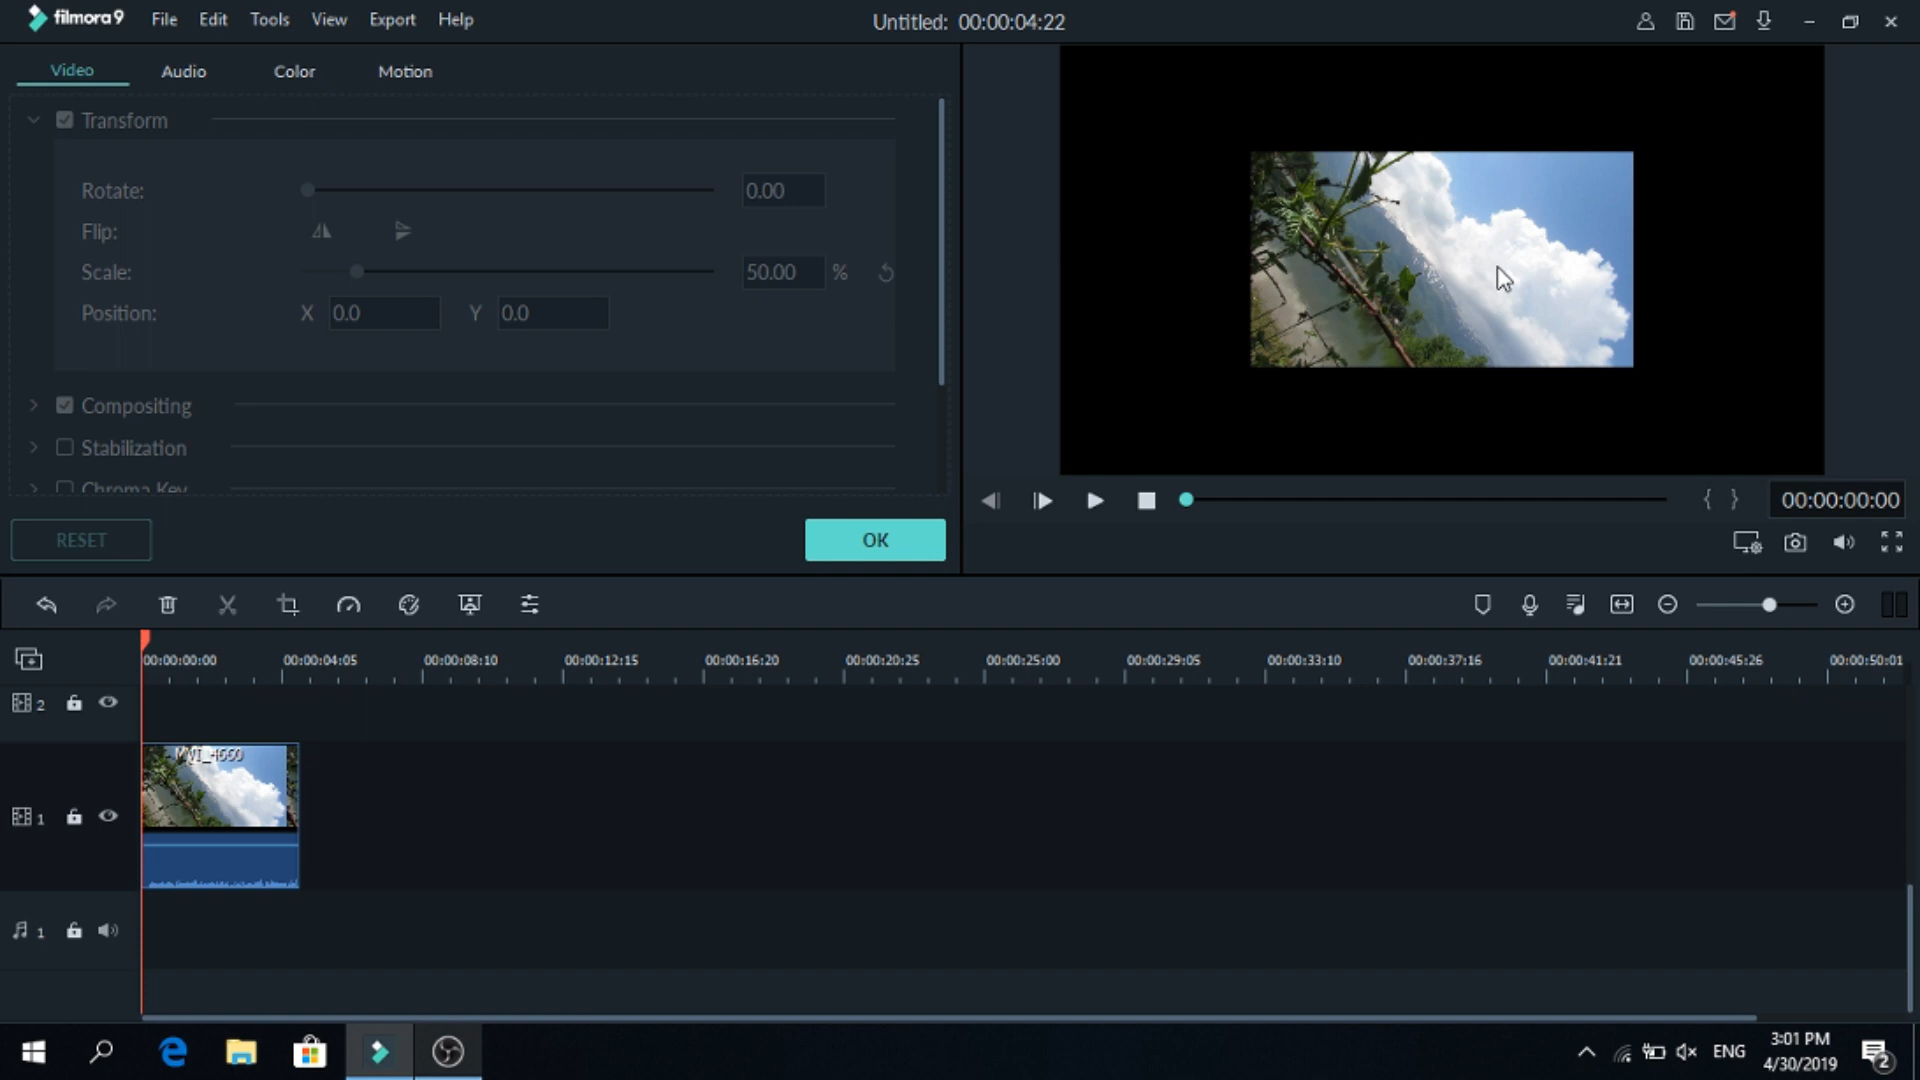 filmora9 File Edit Tools View Export Help Untitled: 00:00:04:22
Video Audio Color Motion
Transform
Rotate: 0.00
Flip:
Scale: 50.00 %
Position: X 0.0 Y 0.0
Compositing
Stabilization
Chroma Key
RESET OK
{ } 00:00:00:00
00:00:00:00 00:00:04:05 00:00:08:10 00:00:12:15 00:00:16:20 00:00:20:25 00:00:25:00 00:00:29:05 00:00:33:10 00:00:37:16 00:00:41:21 00:00:45:26 00:00:50:01
2
MVI_4660
1
1
ENG
3:01 PM
4/30/2019
2